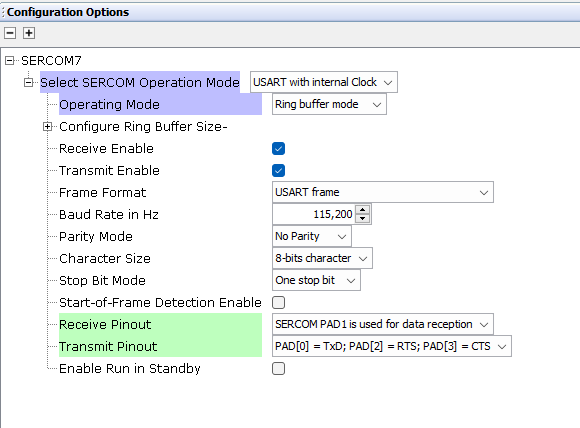 Configuration Options
SERCOM7
Select SERCOM Operation Mode USART with internal Clock
Operating Mode Ring buffer mode
Configure Ring Buffer Size-
Receive Enable
Transmit Enable
Frame Format USART frame
Baud Rate in Hz 115,200
Parity Mode No Parity
Character Size 8-bits character
Stop Bit Mode One stop bit
Start-of-Frame Detection Enable
Receive Pinout SERCOM PAD1 is used for data reception
Transmit Pinout PAD[0] = TxD; PAD[2] = RTS; PAD[3] = CTS
Enable Run in Standby